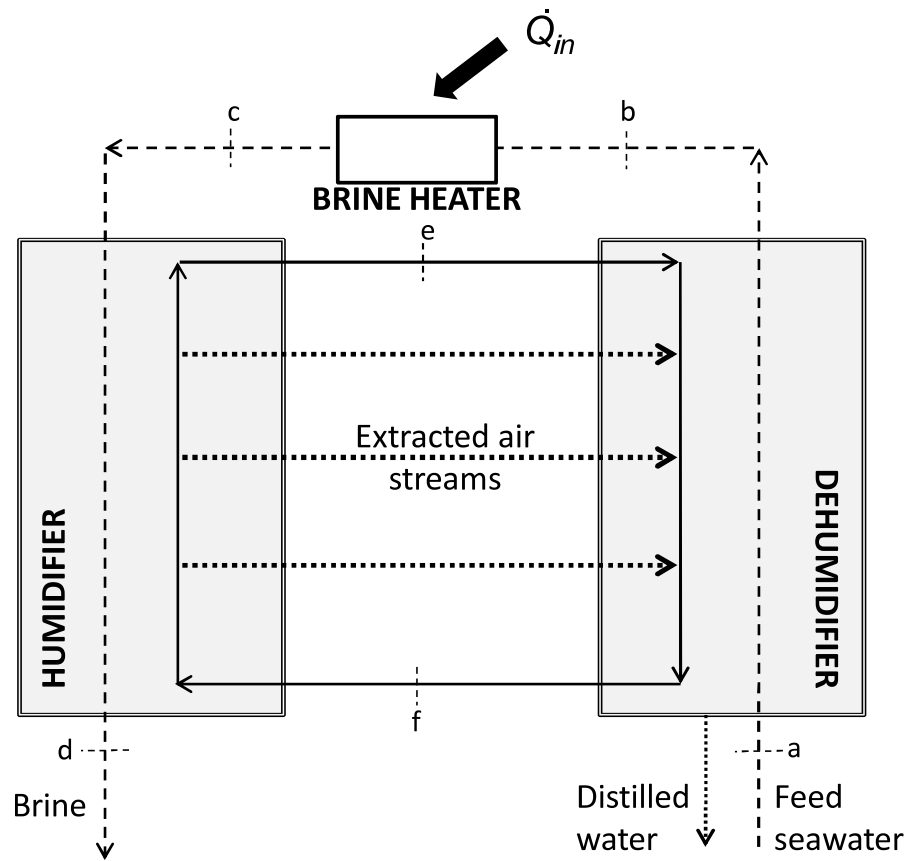 Q̇in
c
b
BRINE HEATER
e
Extracted air
streams
HUMIDIFIER
DEHUMIDIFIER
f
d
a
Brine
Distilled
water
Feed
seawater